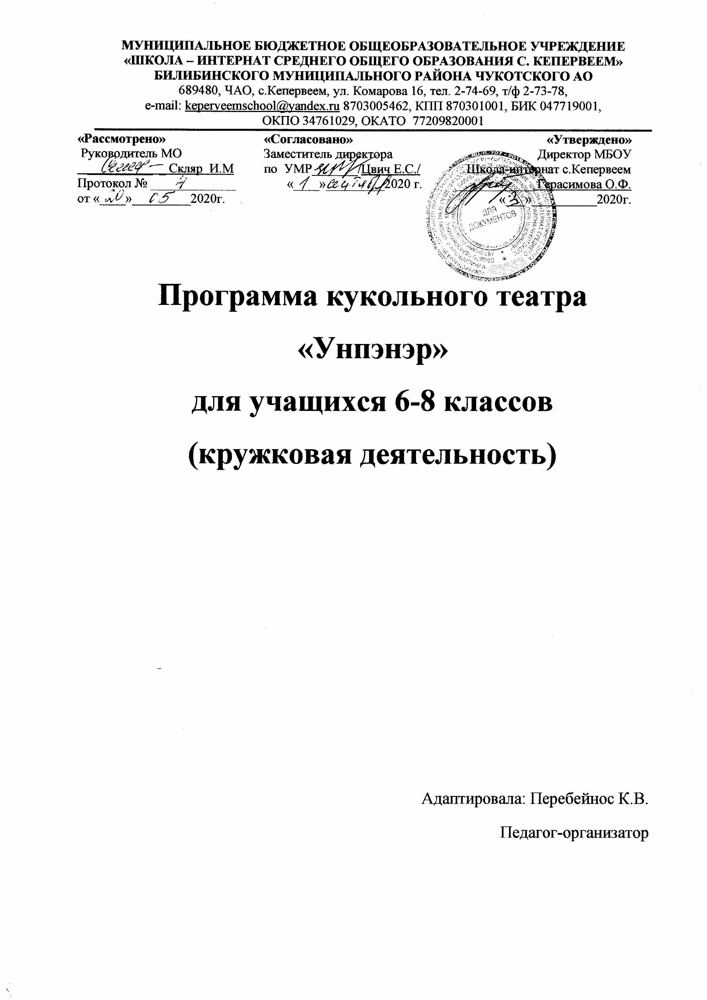 МУНИЦИПАЛЬНОЕ БЮДЖЕТНОЕ ОБЩЕОБРАЗОВАТЕЛЬНОЕ УЧРЕЖДЕНИЕ
«ШКОЛА – ИНТЕРНАТ СРЕДНЕГО ОБЩЕГО ОБРАЗОВАНИЯ С. КЕПЕРВЕЕМ»
БИЛИБИНСКОГО МУНИЦИПАЛЬНОГО РАЙОНА ЧУКОТСКОГО АО
689480, ЧАО, с.Кепервеем, ул. Комарова 16, тел. 2-74-69, т/ф 2-73-78,
e-mail: keperveemschool@yandex.ru 8703005462, КПП 870301001, БИК 047719001,
ОКПО 34761029, ОКАТО 77209820001
«Рассмотрено»
Руководитель МО
Скляр И.М
Протокол № 4
от «20» 05 2020г.
«Согласовано»
Заместитель директора
по УМР /Цвич Е.С./
«1» сентября 2020 г.
«Утверждено»
Директор МБОУ
Школа-интернат с.Кепервеем
Герасимова О.Ф.
«3» 2020г.
ДЛЯ
ДОКУМЕНТОВ
Программа кукольного театра
«Унпэнэр»
для учащихся 6-8 классов
(кружковая деятельность)
Адаптировала: Перебейнос К.В.
Педагог-организатор